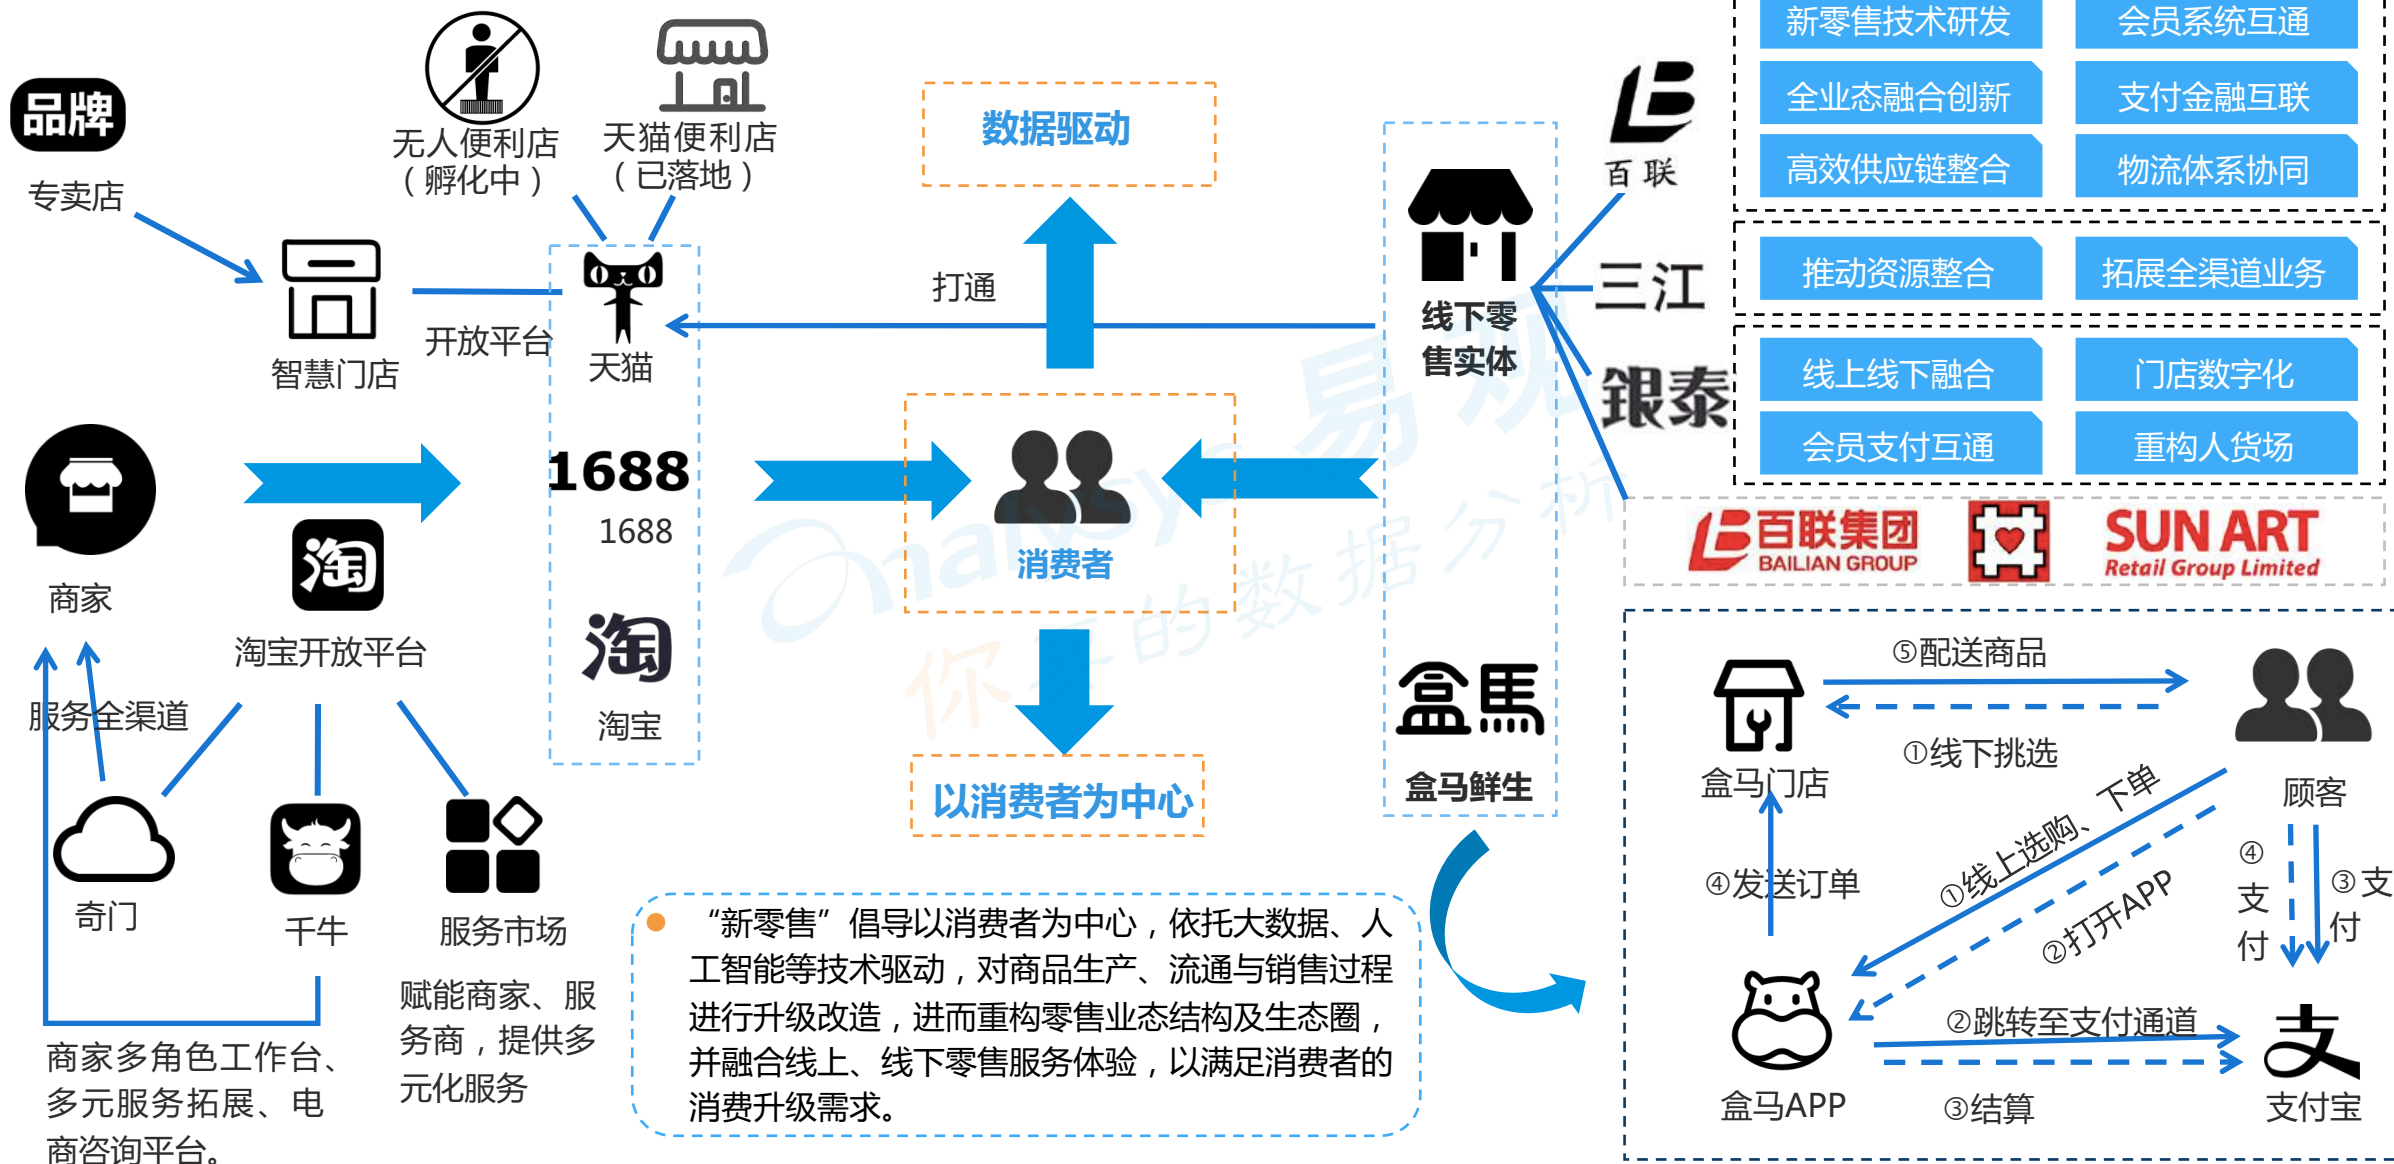 品牌
专卖店
无人便利店
（孵化中）
天猫便利店
（已落地）
智慧门店
开放平台
天猫
打通
1688
1688
淘
淘宝
商家
淘
淘宝开放平台
服务全渠道
奇门
千牛
服务市场
商家多角色工作台、
多元服务拓展、电
商咨询平台。
赋能商家、服
务商，提供多
元化服务
数据驱动
消费者
以消费者为中心
“新零售”倡导以消费者为中心，依托大数据、人
工智能等技术驱动，对商品生产、流通与销售过程
进行升级改造，进而重构零售业态结构及生态圈，
并融合线上、线下零售服务体验，以满足消费者的
消费升级需求。
线下零
售实体
盒馬
盒马鲜生
百联
三江
银泰
新零售技术研发
会员系统互通
全业态融合创新
支付金融互联
高效供应链整合
物流体系协同
推动资源整合
拓展全渠道业务
线上线下融合
门店数字化
会员支付互通
重构人货场
百联集团
BAILIAN GROUP
SUN ART
Retail Group Limited
⑤配送商品
①线下挑选
盒马门店
顾客
①线上选购、下单
②打开APP
④发送订单
④
支
付
③支
付
②跳转至支付通道
③结算
盒马APP
支
支付宝
analysys 易观
你要的数据分析